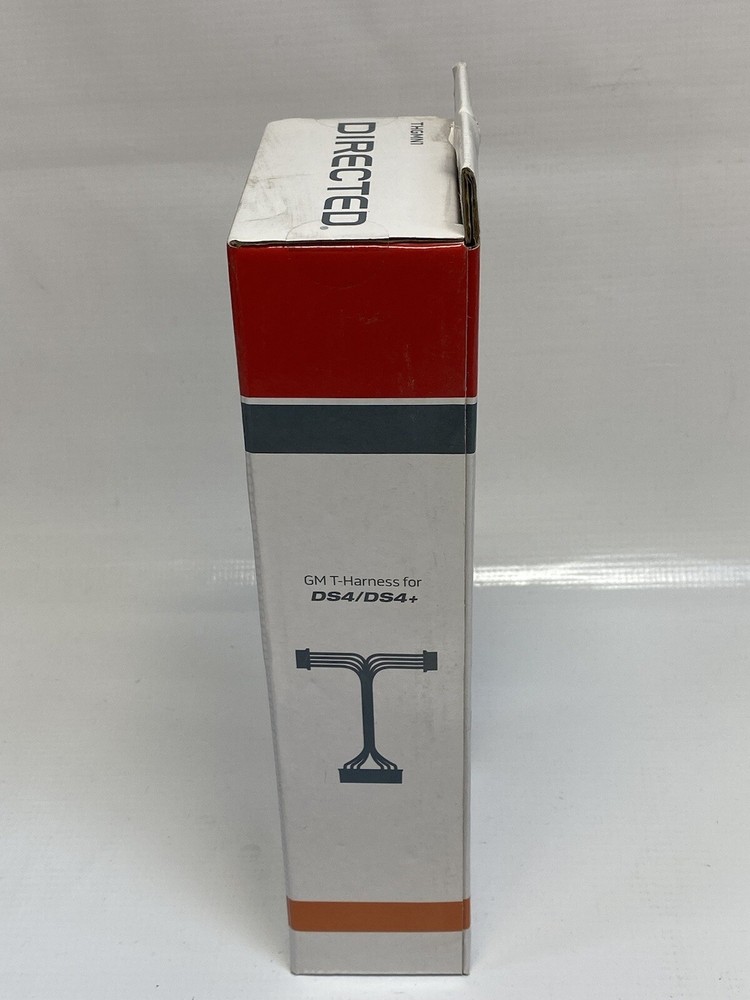 THGMN1
DIRECTED®
GM T-Harness for
DS4/DS4+